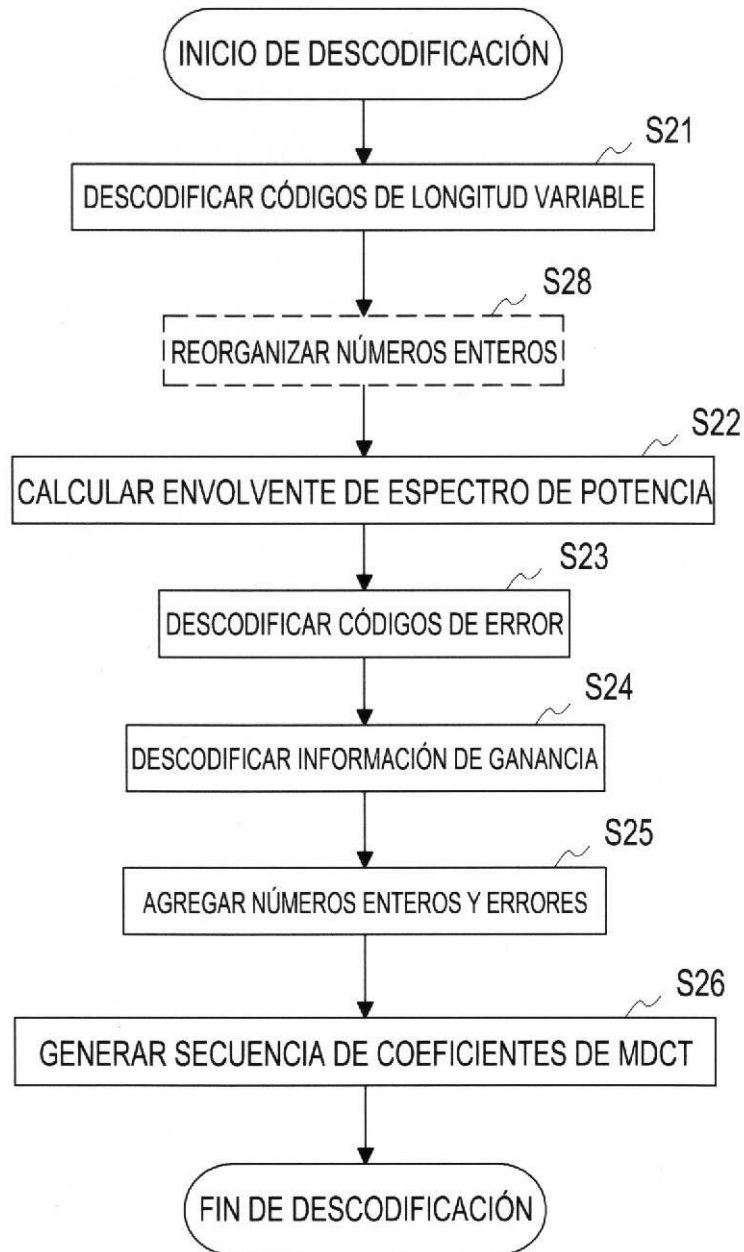 INICIO DE DESCODIFICACIÓN
S21
DESCODIFICAR CÓDIGOS DE LONGITUD VARIABLE
S28
REORGANIZAR NÚMEROS ENTEROS
S22
CALCULAR ENVOLVENTE DE ESPECTRO DE POTENCIA
S23
DESCODIFICAR CÓDIGOS DE ERROR
S24
DESCODIFICAR INFORMACIÓN DE GANANCIA
S25
AGREGAR NÚMEROS ENTEROS Y ERRORES
S26
GENERAR SECUENCIA DE COEFICIENTES DE MDCT
FIN DE DESCODIFICACIÓN